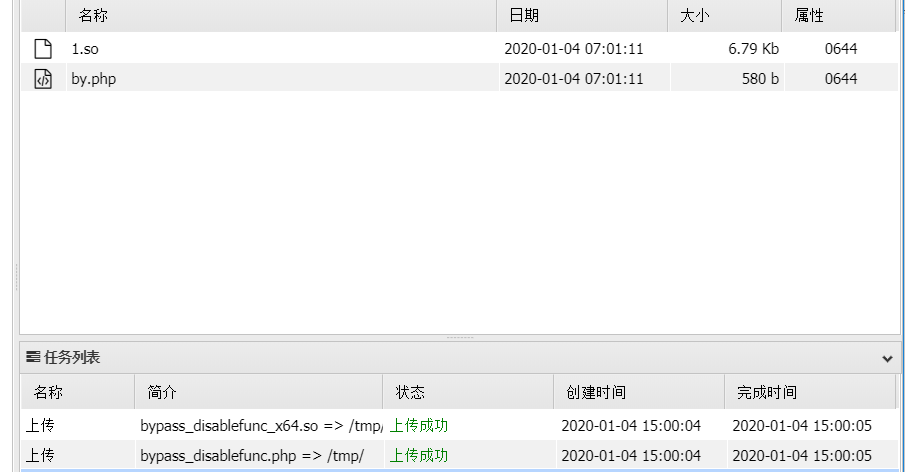 名称 日期 大小 属性
1.so 2020-01-04 07:01:11 6.79 Kb 0644
by.php 2020-01-04 07:01:11 580 b 0644
任务列表
名称 简介 状态 创建时间 完成时间
上传 bypass_disablefunc_x64.so => /tmp/ 上传成功 2020-01-04 15:00:04 2020-01-04 15:00:05
上传 bypass_disablefunc.php => /tmp/ 上传成功 2020-01-04 15:00:04 2020-01-04 15:00:05